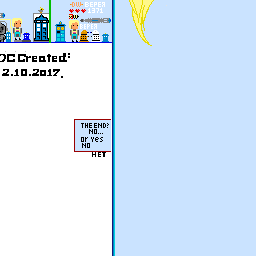 OC Created:
2.10.2017.
THE END?
NO...
or yes
NO
HET